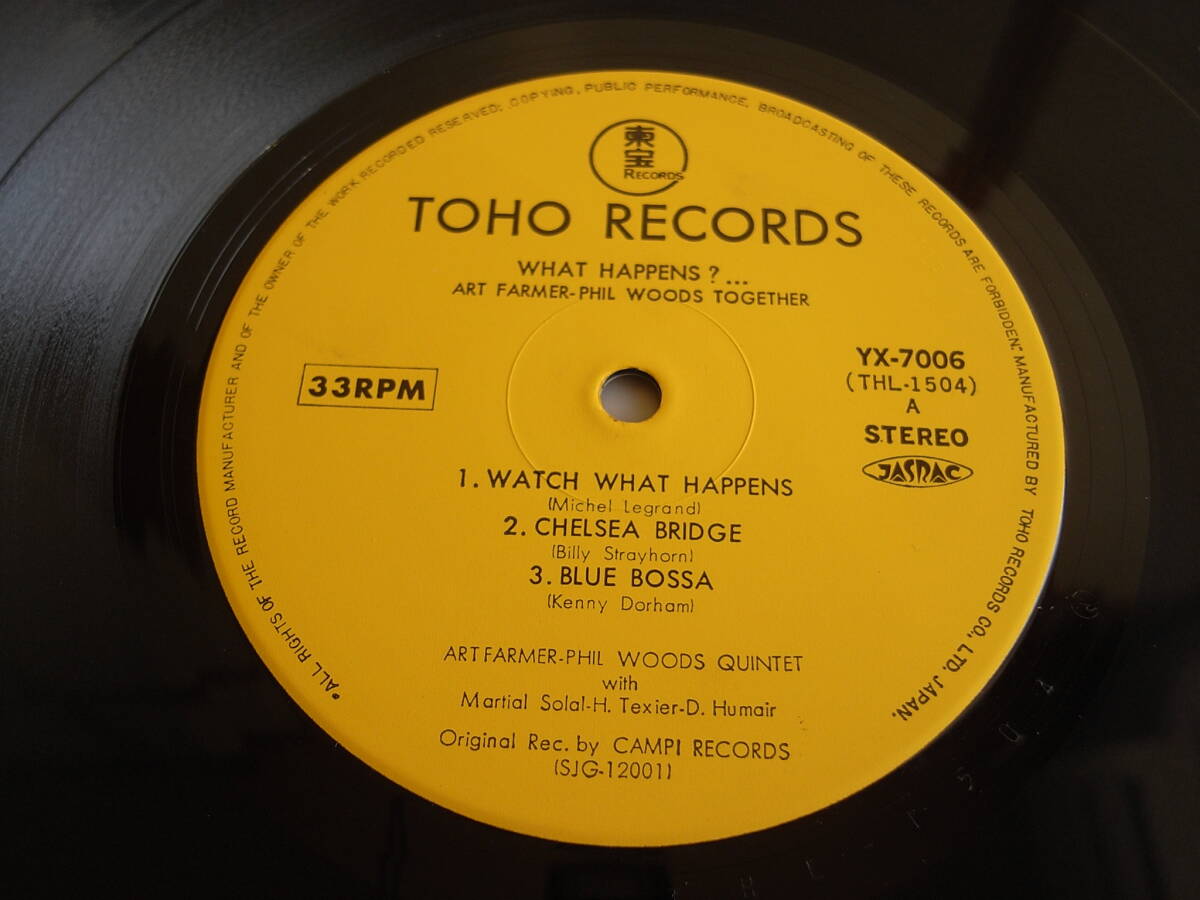 東宝
RECORDS
TOHO RECORDS
WHAT HAPPENS?...
ART FARMER-PHIL WOODS TOGETHER
33RPM
YX-7006
(THL-1504)
A
STEREO
JASRAC
1. WATCH WHAT HAPPENS
(Michel Legrand)
2. CHELSEA BRIDGE
(Billy Strayhorn)
3. BLUE BOSSA
(Kenny Dorham)
ART FARMER-PHIL WOODS QUINTET
with
Martial Solal-H. Texier-D. Humair
Original Rec. by CAMPI RECORDS
(SJG-12001)
*ALL RIGHTS OF THE RECORD MANUFACTURER AND OF THE OWNER OF THE WORK RECORDED RESERVED; COPYING, PUBLIC PERFORMANCE, BROADCASTING OF THESE RECORDS ARE FORBIDDEN." MANUFACTURED BY TOHO RECORDS CO., LTD. JAPAN.